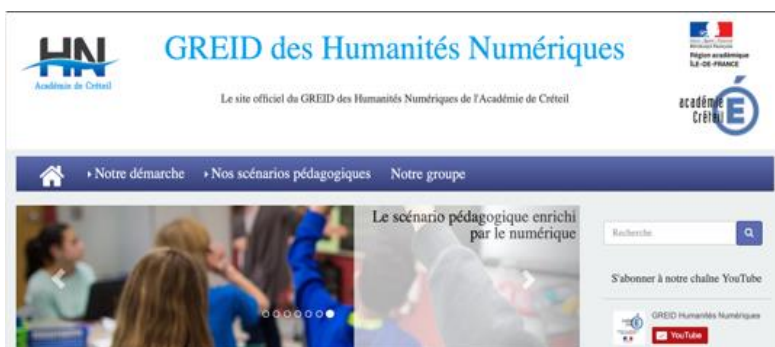 HN
Académie de Créteil
GREID des Humanités Numériques
Le site officiel du GREID des Humanités Numériques de l'Académie de Créteil
Région académique
ÎLE-DE-FRANCE
académie
Créteil
Notre démarche
Nos scénarios pédagogiques
Notre groupe
Le scénario pédagogique enrichi
par le numérique
Recherche
S'abonner à notre chaîne YouTube
GREID Humanités Numériques
YouTube